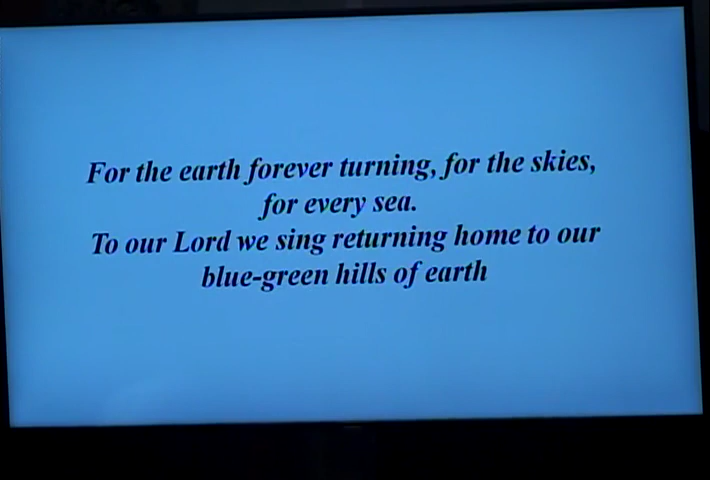 For the earth forever turning, for the skies,
for every sea.
To our Lord we sing returning home to our
blue-green hills of earth